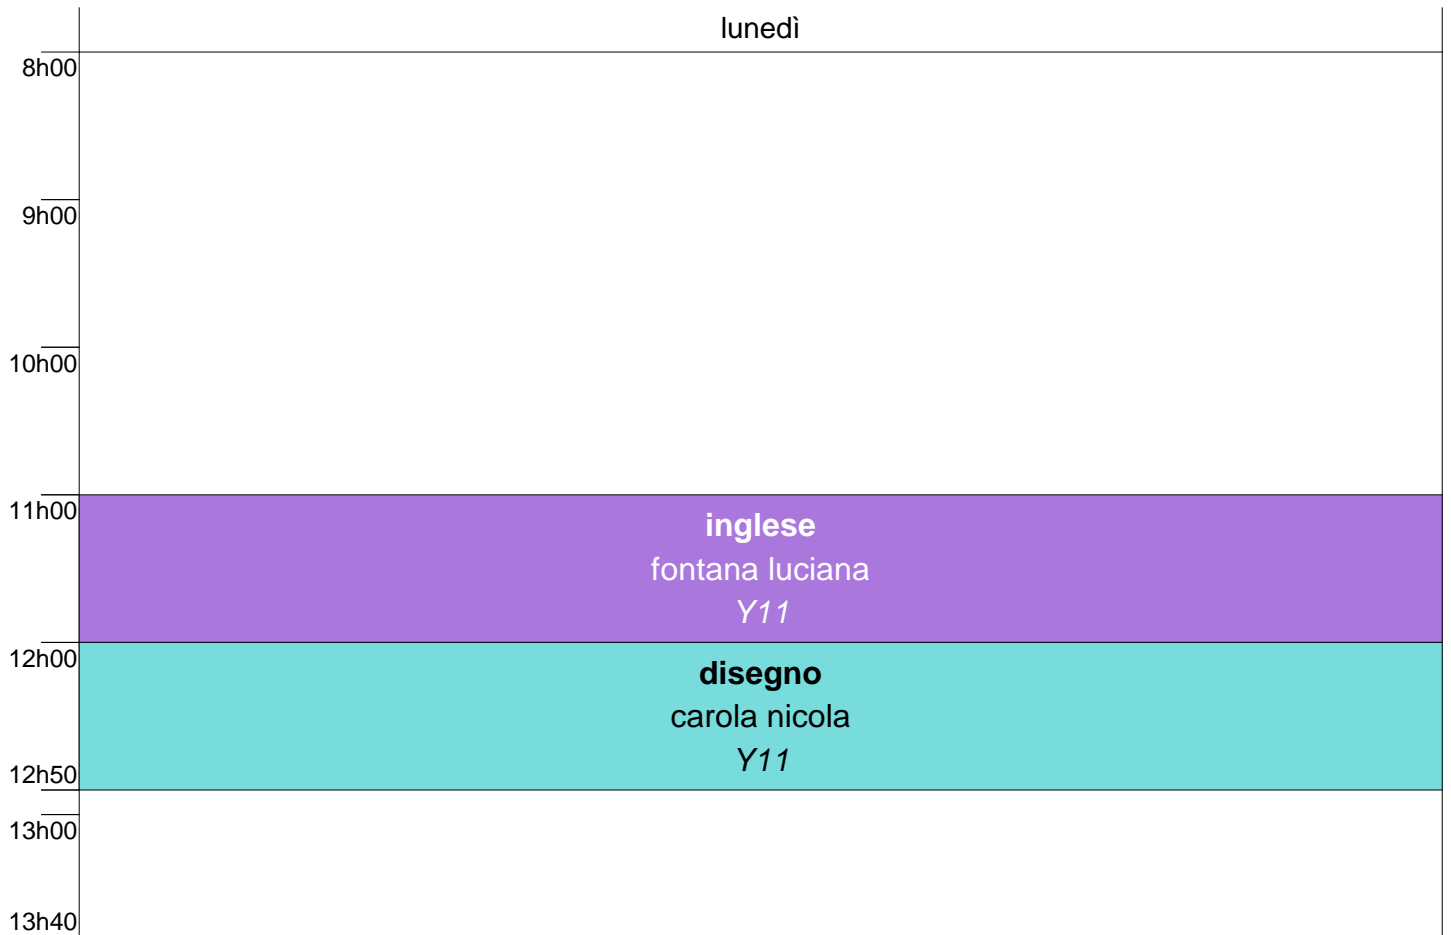 lunedì
8h00
9h00
10h00
11h00
inglese
fontana luciana
Y11
12h00
disegno
carola nicola
Y11
12h50
13h00
13h40